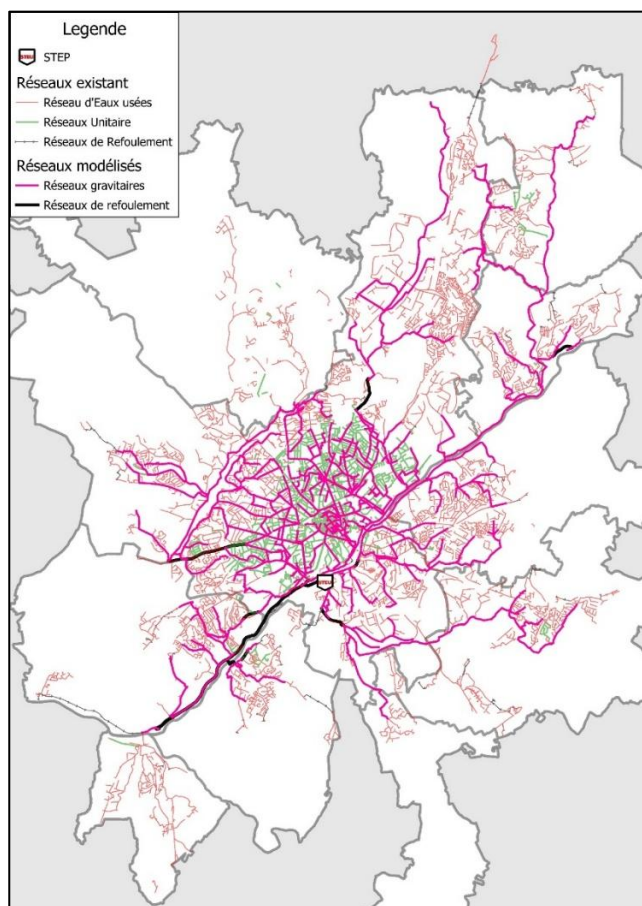 Legende
STEP
Réseaux existant
Réseau d'Eaux usées
Réseaux Unitaire
Réseaux de Refoulement
Réseaux modélisés
Réseaux gravitaires
Réseaux de refoulement